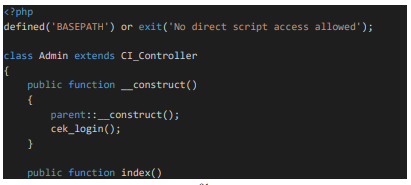 <?php
defined('BASEPATH') or exit('No direct script access allowed');
class Admin extends CI_Controller
{
public function __construct()
{
parent::__construct();
cek_login();
}
public function index()